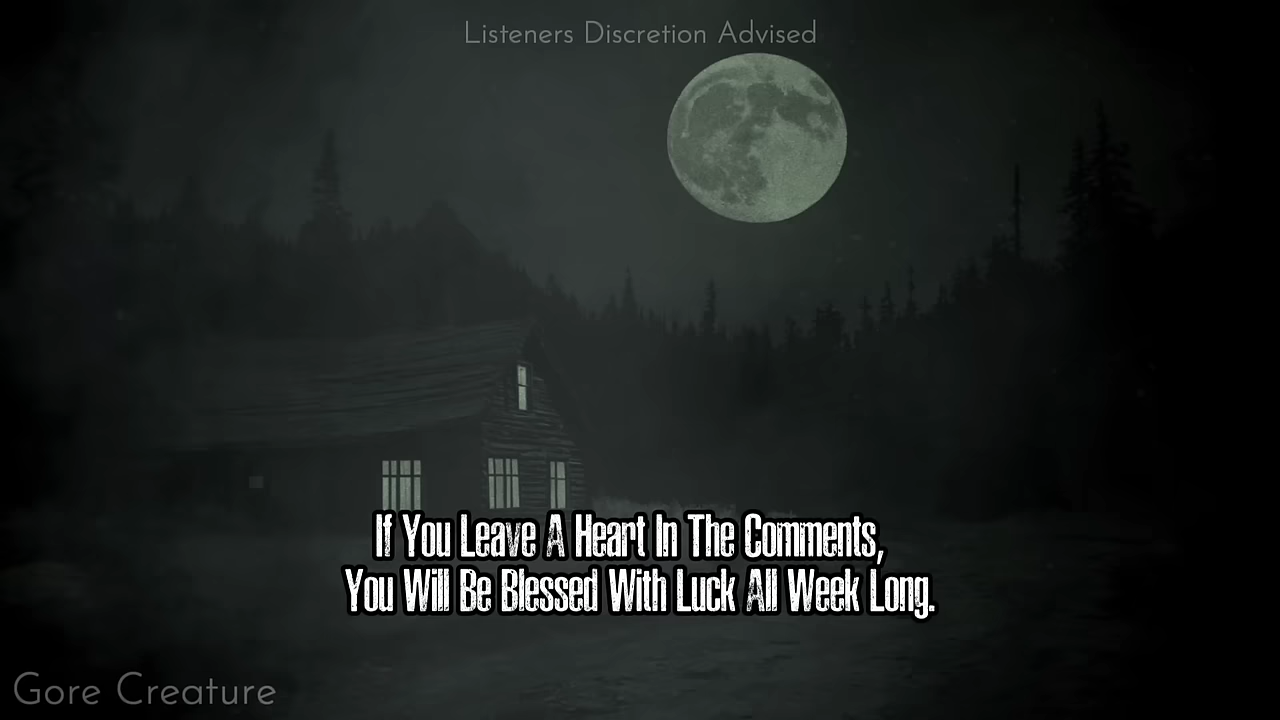 Listeners Discretion Advised
If You Leave A Heart In The Comments,
You Will Be Blessed With Luck All Week Long.
Gore Creature